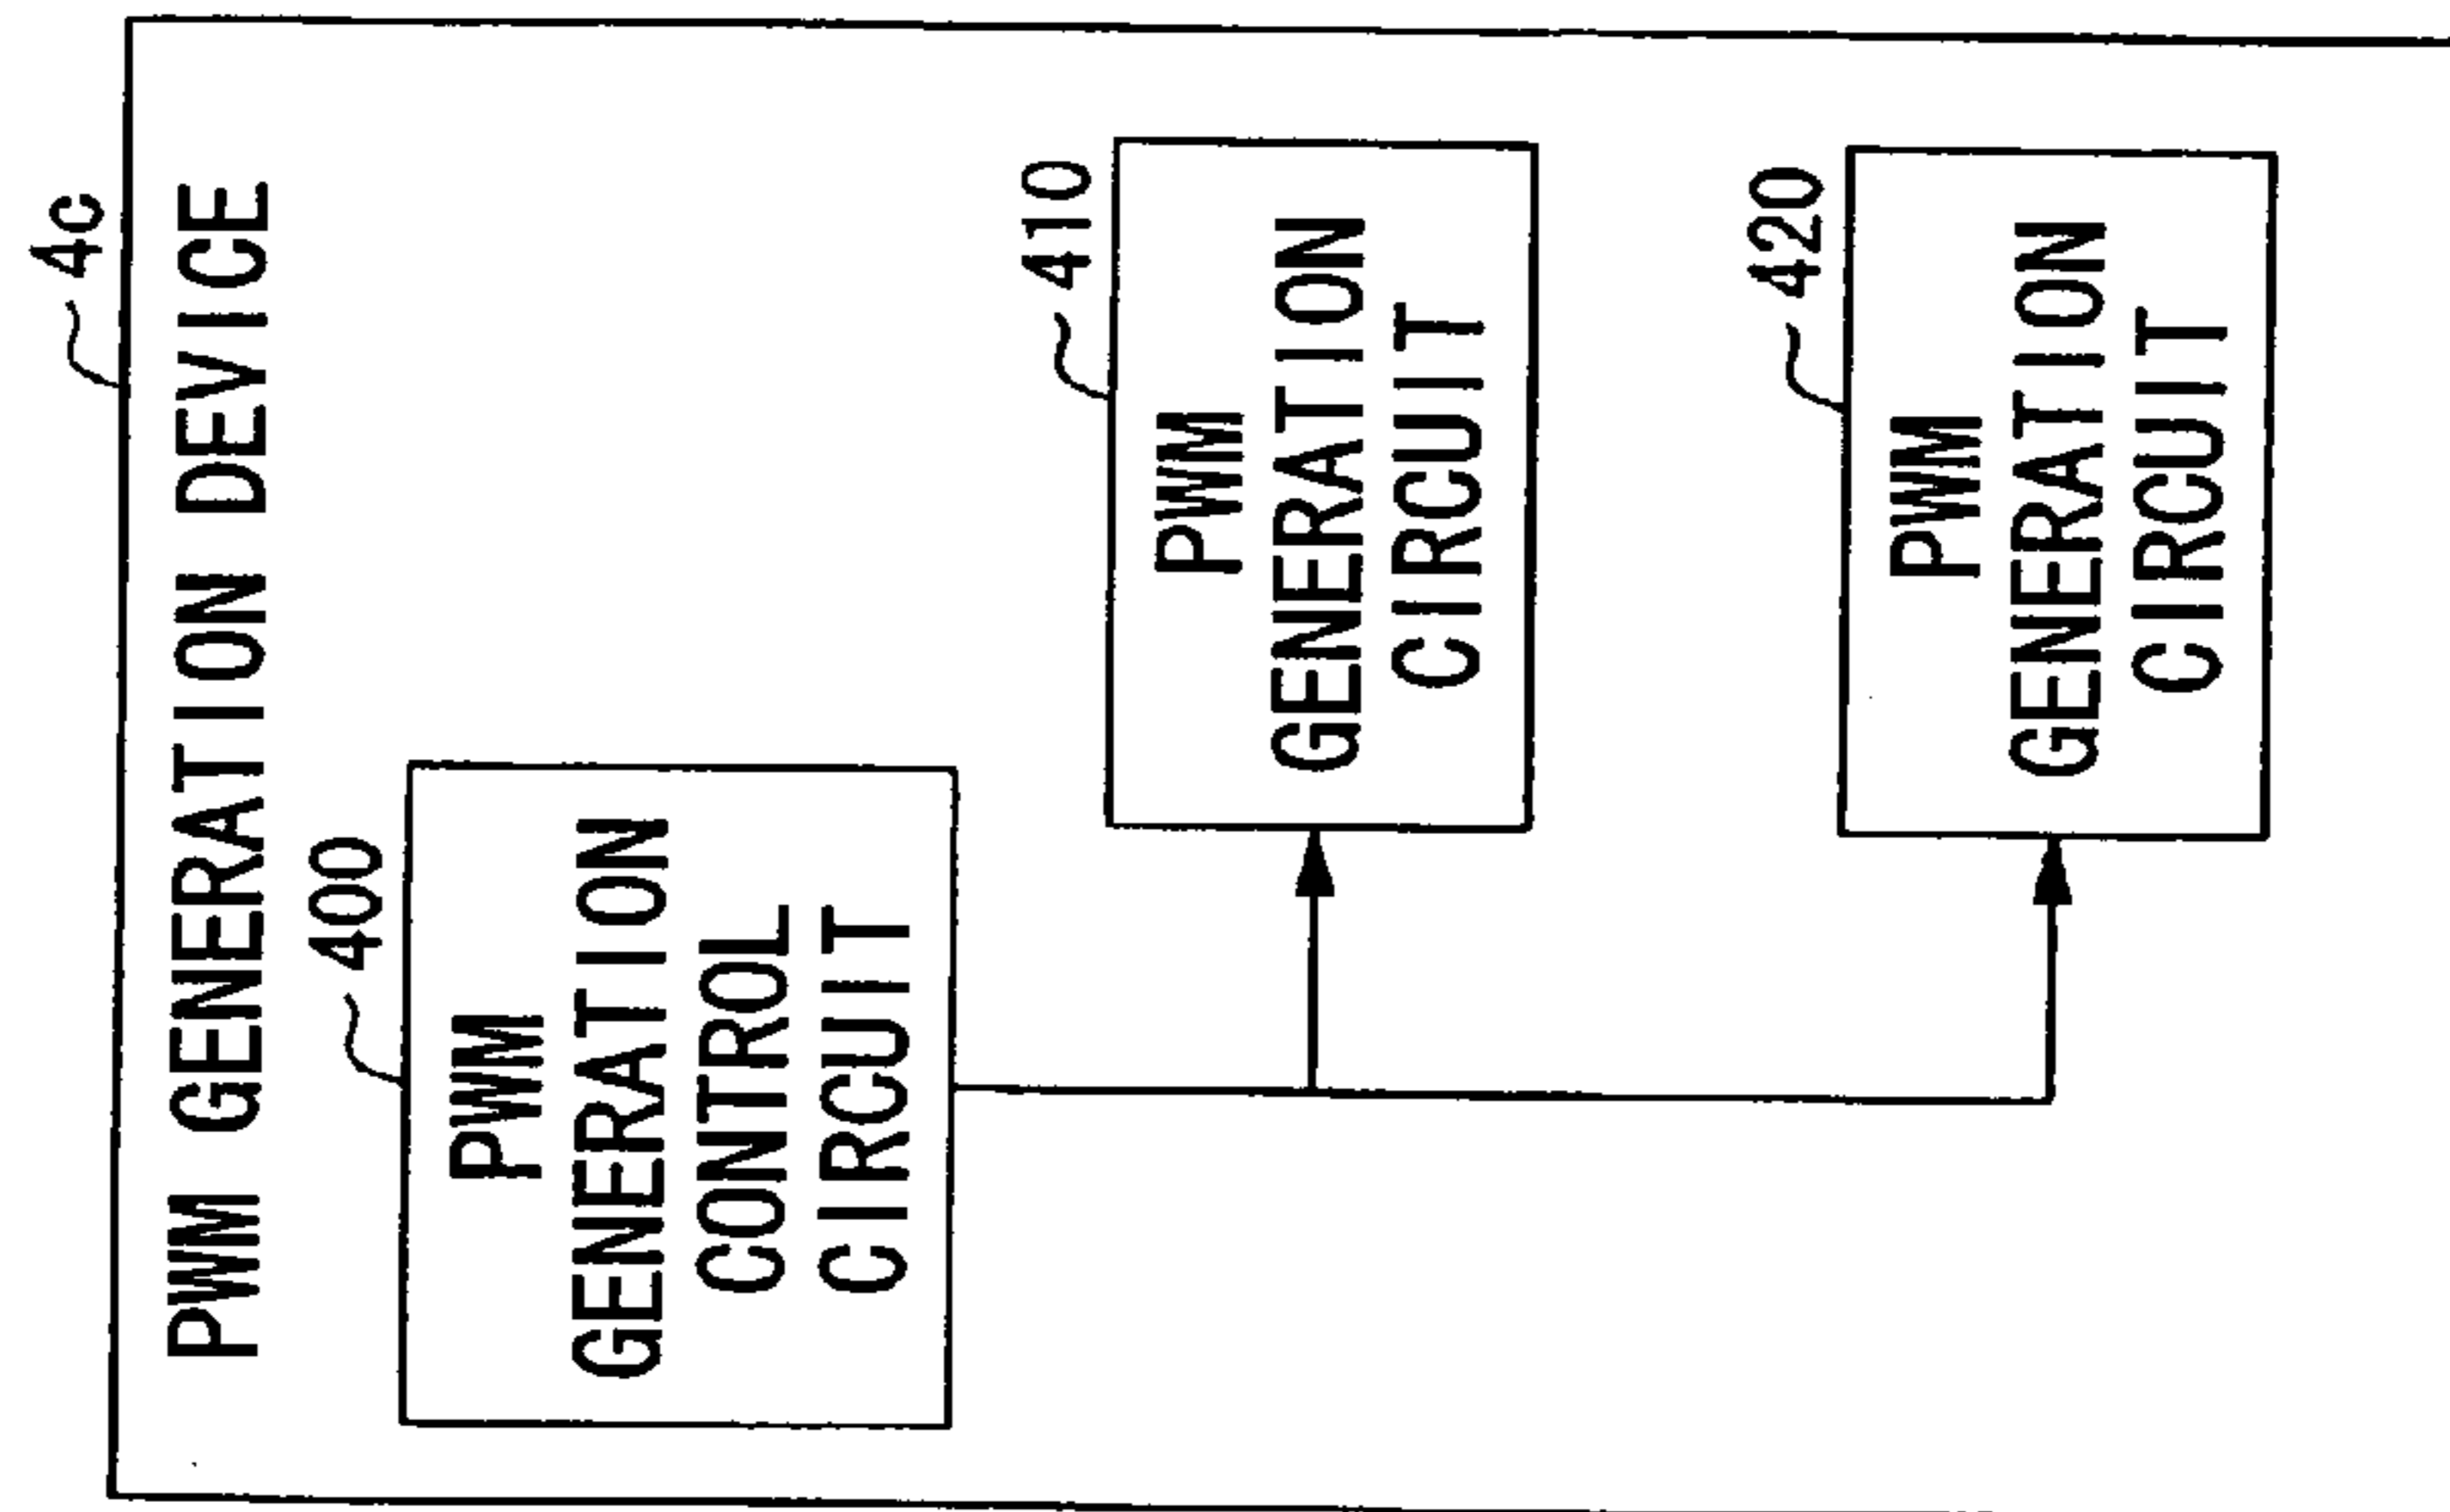 4c
PWM GENERATION DEVICE
400
PWM
GENERATION
CONTROL
CIRCUIT
410
PWM
GENERATION
CIRCUIT
420
PWM
GENERATION
CIRCUIT